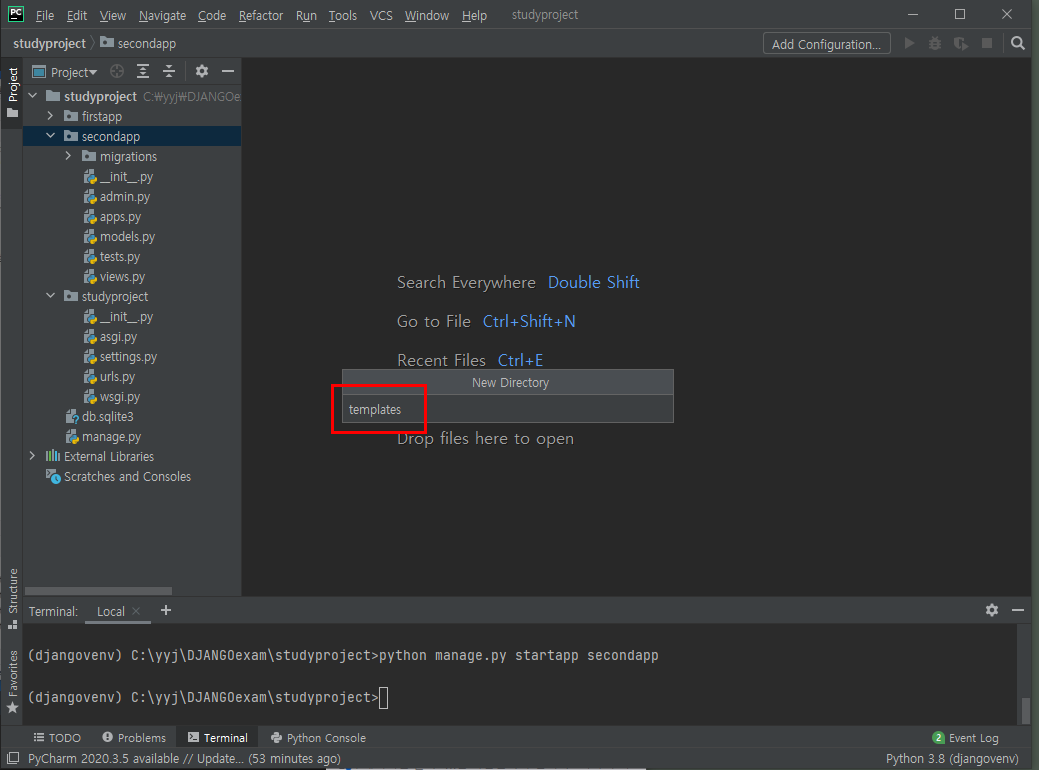 PC File Edit View Navigate Code Refactor Run Tools VCS Window Help studyproject
studyproject secondapp Add Configuration...
Project
Project
studyproject C:₩yyj₩DJANGOe
firstapp
secondapp
migrations
__init__.py
admin.py
apps.py
models.py
tests.py
views.py
studyproject
__init__.py
asgi.py
settings.py
urls.py
wsgi.py
db.sqlite3
manage.py
External Libraries
Scratches and Consoles
Search Everywhere Double Shift
Go to File Ctrl+Shift+N
Recent Files Ctrl+E
New Directory
templates
Drop files here to open
Structure
Favorites
Terminal: Local
(djangovenv) C:\yyj\DJANGOexam\studyproject>python manage.py startapp secondapp
(djangovenv) C:\yyj\DJANGOexam\studyproject>
TODO Problems Terminal Python Console 2 Event Log
PyCharm 2020.3.5 available // Update... (53 minutes ago) Python 3.8 (djangovenv)